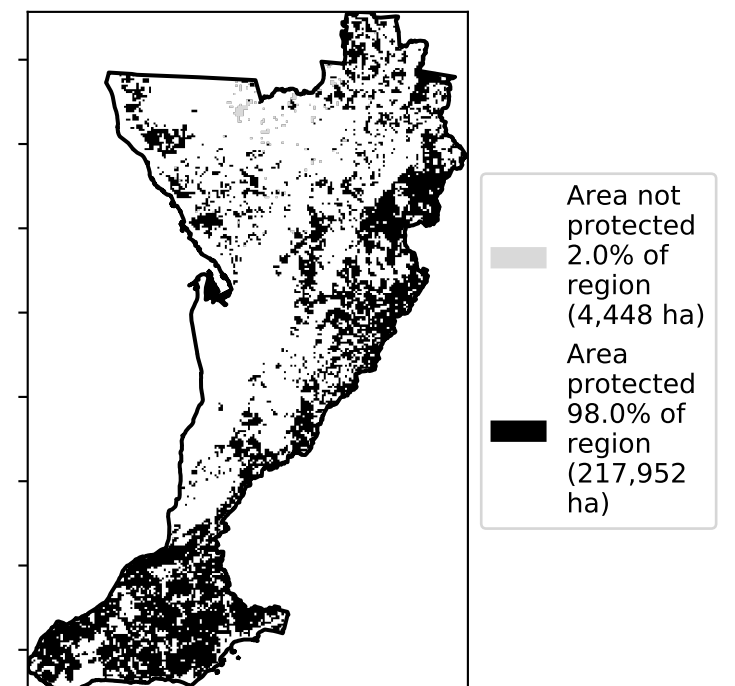 Area not
protected
2.0% of
region
(4,448 ha)
Area
protected
98.0% of
region
(217,952
ha)